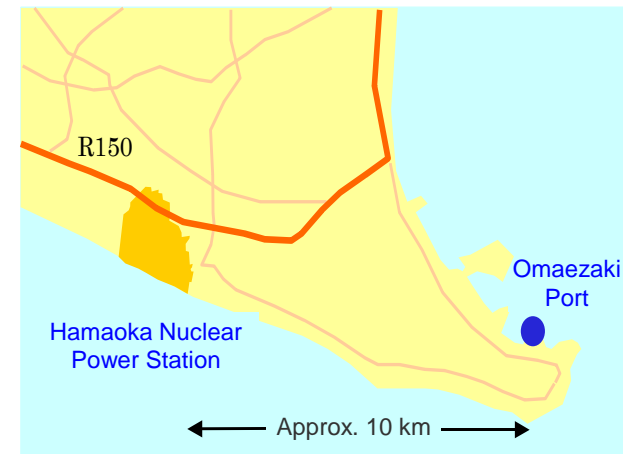 R150
Omaezaki
Port
Hamaoka Nuclear
Power Station
Approx. 10 km